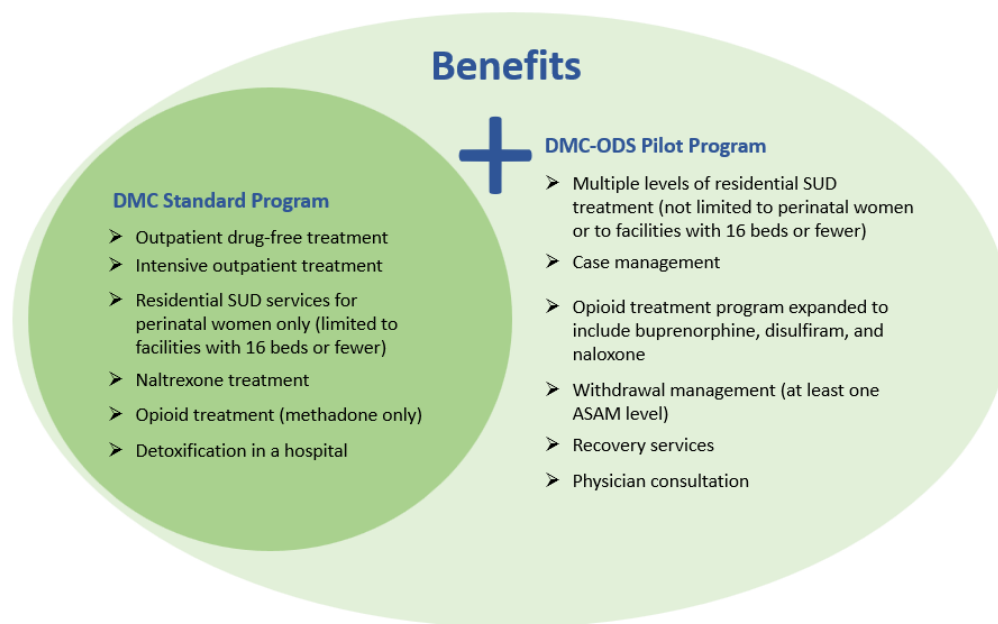 Benefits
DMC Standard Program
➢ Outpatient drug-free treatment
➢ Intensive outpatient treatment
➢ Residential SUD services for
perinatal women only (limited to
facilities with 16 beds or fewer)
➢ Naltrexone treatment
➢ Opioid treatment (methadone only)
➢ Detoxification in a hospital
DMC-ODS Pilot Program
➢ Multiple levels of residential SUD
treatment (not limited to perinatal women
or to facilities with 16 beds or fewer)
➢ Case management
➢ Opioid treatment program expanded to
include buprenorphine, disulfiram, and
naloxone
➢ Withdrawal management (at least one
ASAM level)
➢ Recovery services
➢ Physician consultation